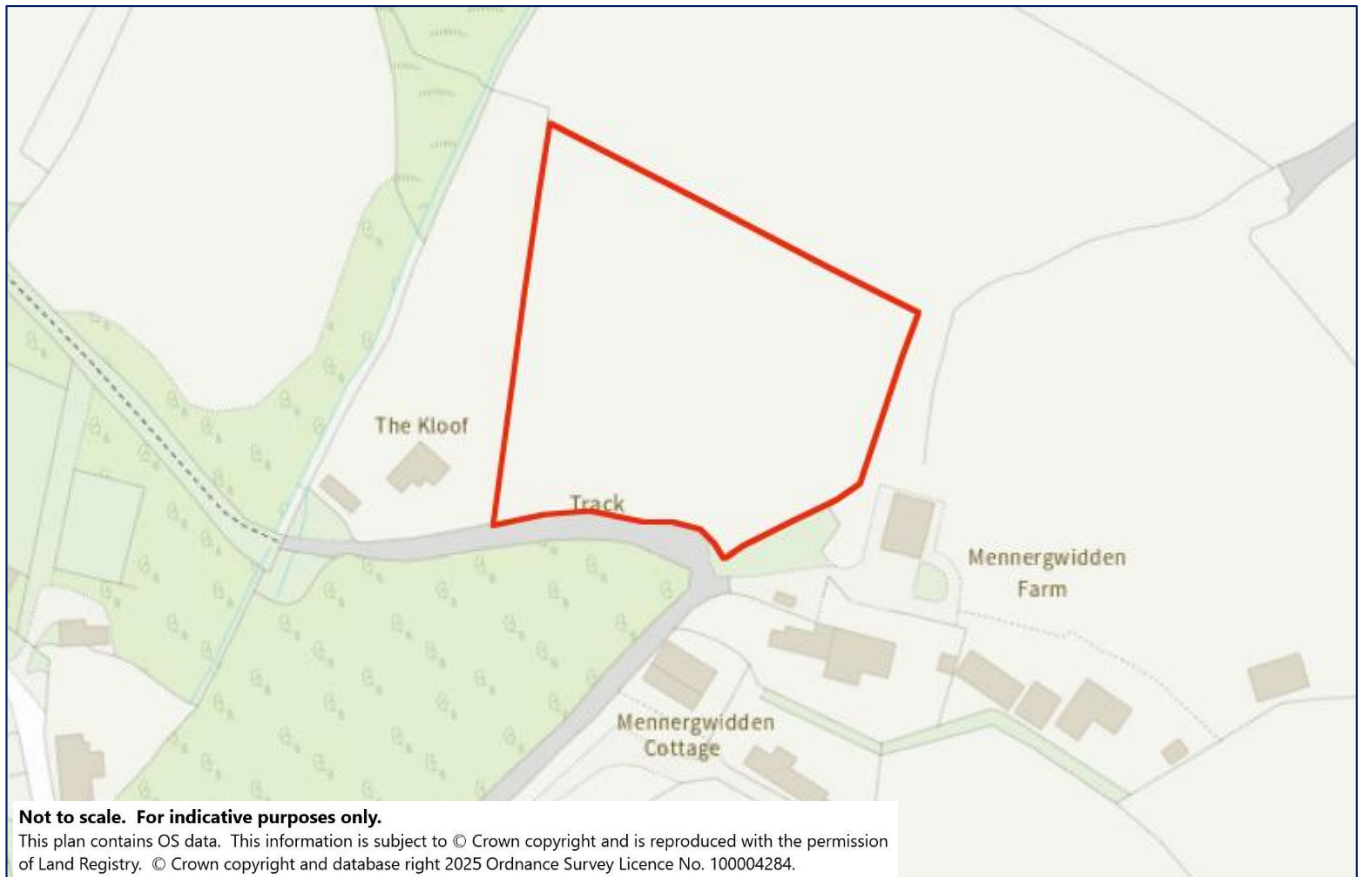 The Kloof
Track
Mennergwidden
Farm
Mennergwidden
Cottage
Not to scale. For indicative purposes only.
This plan contains OS data. This information is subject to © Crown copyright and is reproduced with the permission
of Land Registry. © Crown copyright and database right 2025 Ordnance Survey Licence No. 100004284.